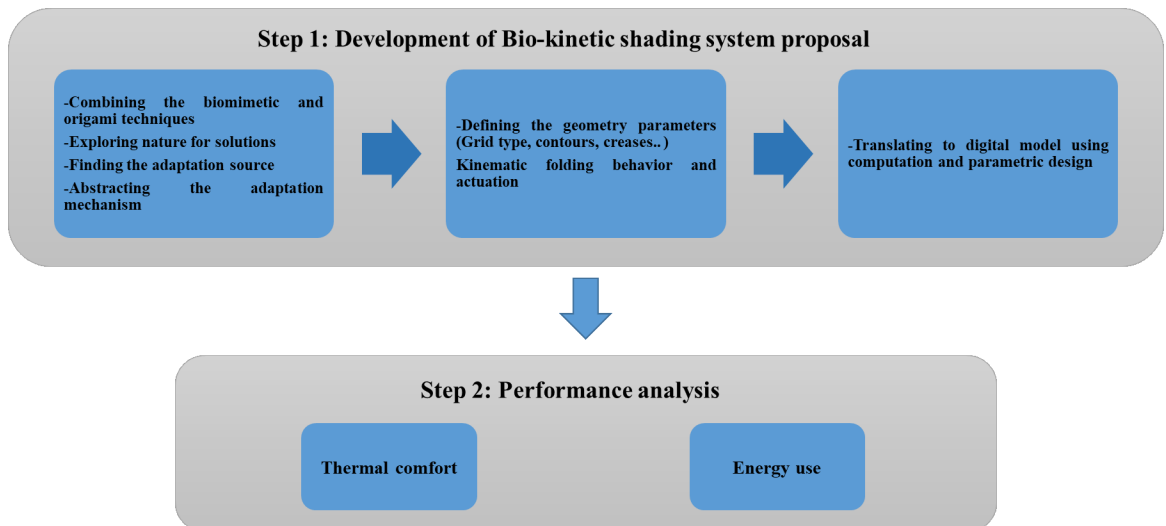 Step 1: Development of Bio-kinetic shading system proposal
-Combining the biomimetic and
origami techniques
-Exploring nature for solutions
-Finding the adaptation source
-Abstracting the adaptation
mechanism
-Defining the geometry parameters
(Grid type, contours, creases.. )
Kinematic folding behavior and
actuation
-Translating to digital model using
computation and parametric design
Step 2: Performance analysis
Thermal comfort
Energy use